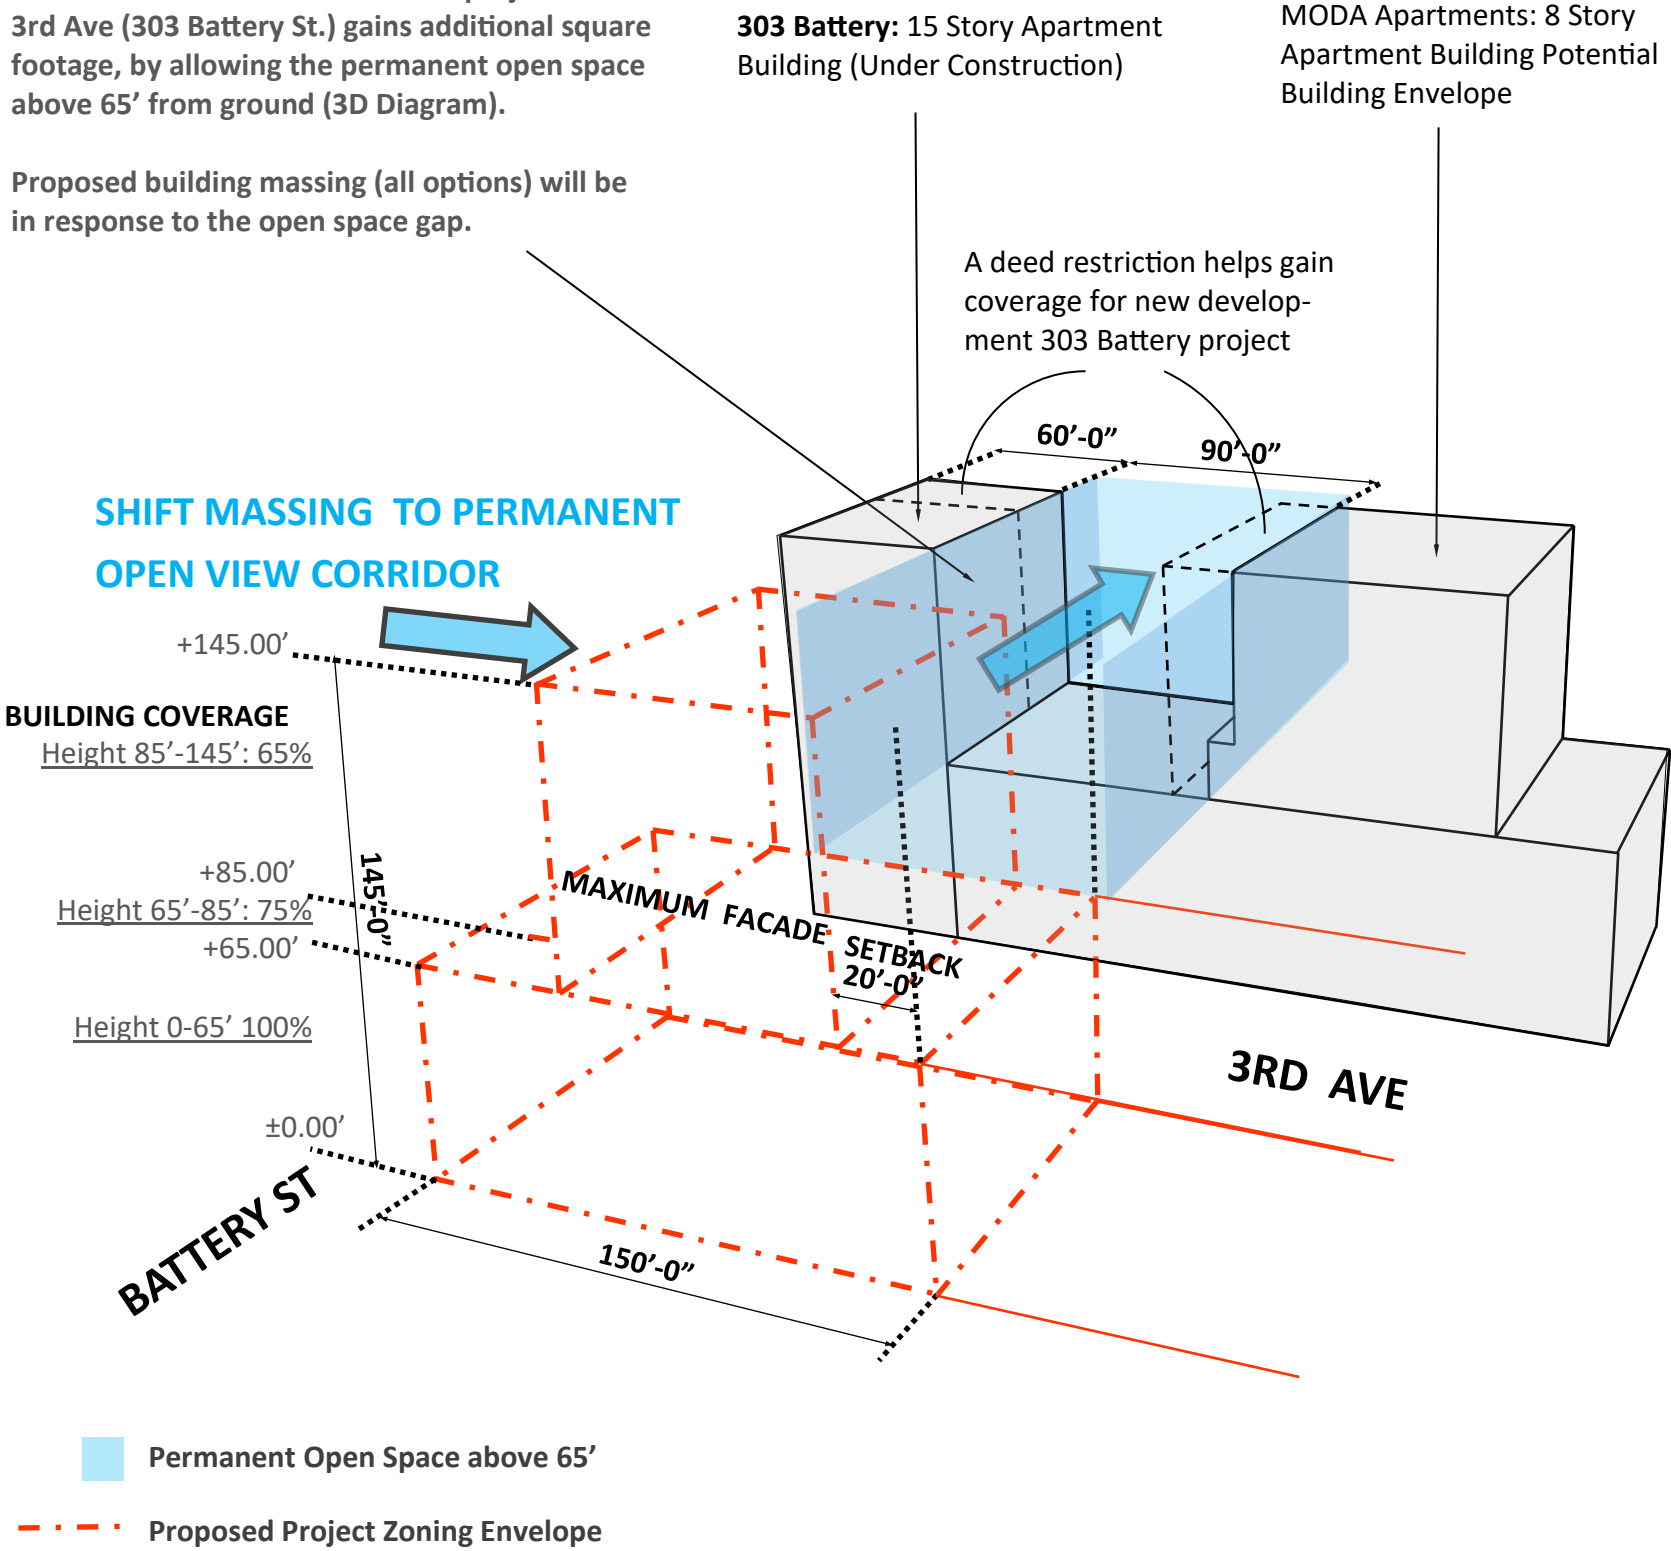 3rd Ave (303 Battery St.) gains additional square
footage, by allowing the permanent open space
above 65’ from ground (3D Diagram).
Proposed building massing (all options) will be
in response to the open space gap.
303 Battery: 15 Story Apartment
Building (Under Construction)
MODA Apartments: 8 Story
Apartment Building Potential
Building Envelope
A deed restriction helps gain
coverage for new develop-
ment 303 Battery project
60’-0”
90’-0”
SHIFT MASSING TO PERMANENT
OPEN VIEW CORRIDOR
+145.00’
BUILDING COVERAGE
Height 85’-145’: 65%
+85.00’
Height 65’-85’: 75%
+65.00’
Height 0-65’ 100%
±0.00’
145’-0”
MAXIMUM FACADE SETBACK
20’-0”
3RD AVE
BATTERY ST
150’-0”
Permanent Open Space above 65’
Proposed Project Zoning Envelope